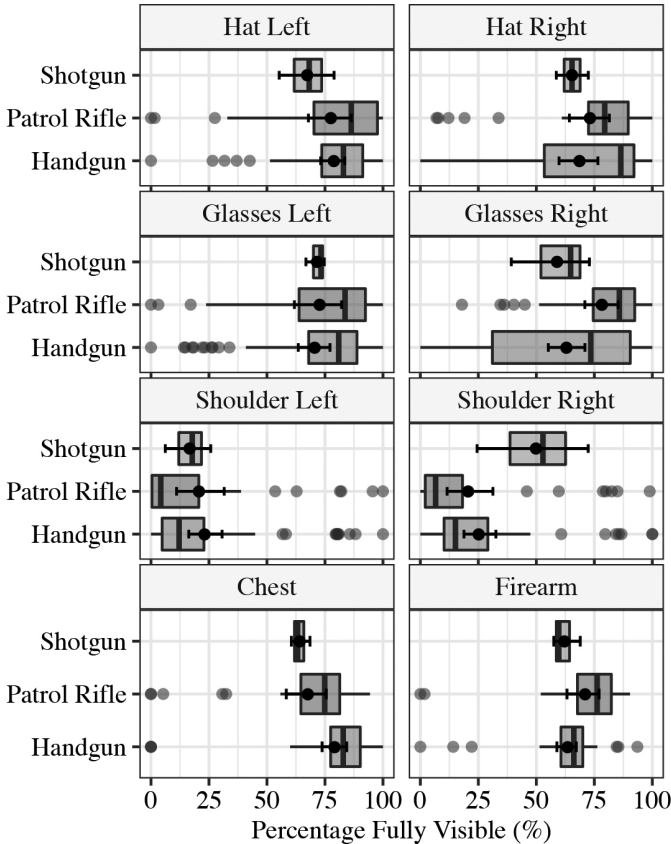 Hat Left Hat Right
Shotgun
Patrol Rifle
Handgun
Glasses Left Glasses Right
Shotgun
Patrol Rifle
Handgun
Shoulder Left Shoulder Right
Shotgun
Patrol Rifle
Handgun
Chest Firearm
Shotgun
Patrol Rifle
Handgun
0 25 50 75 100 0 25 50 75 100
Percentage Fully Visible (%)